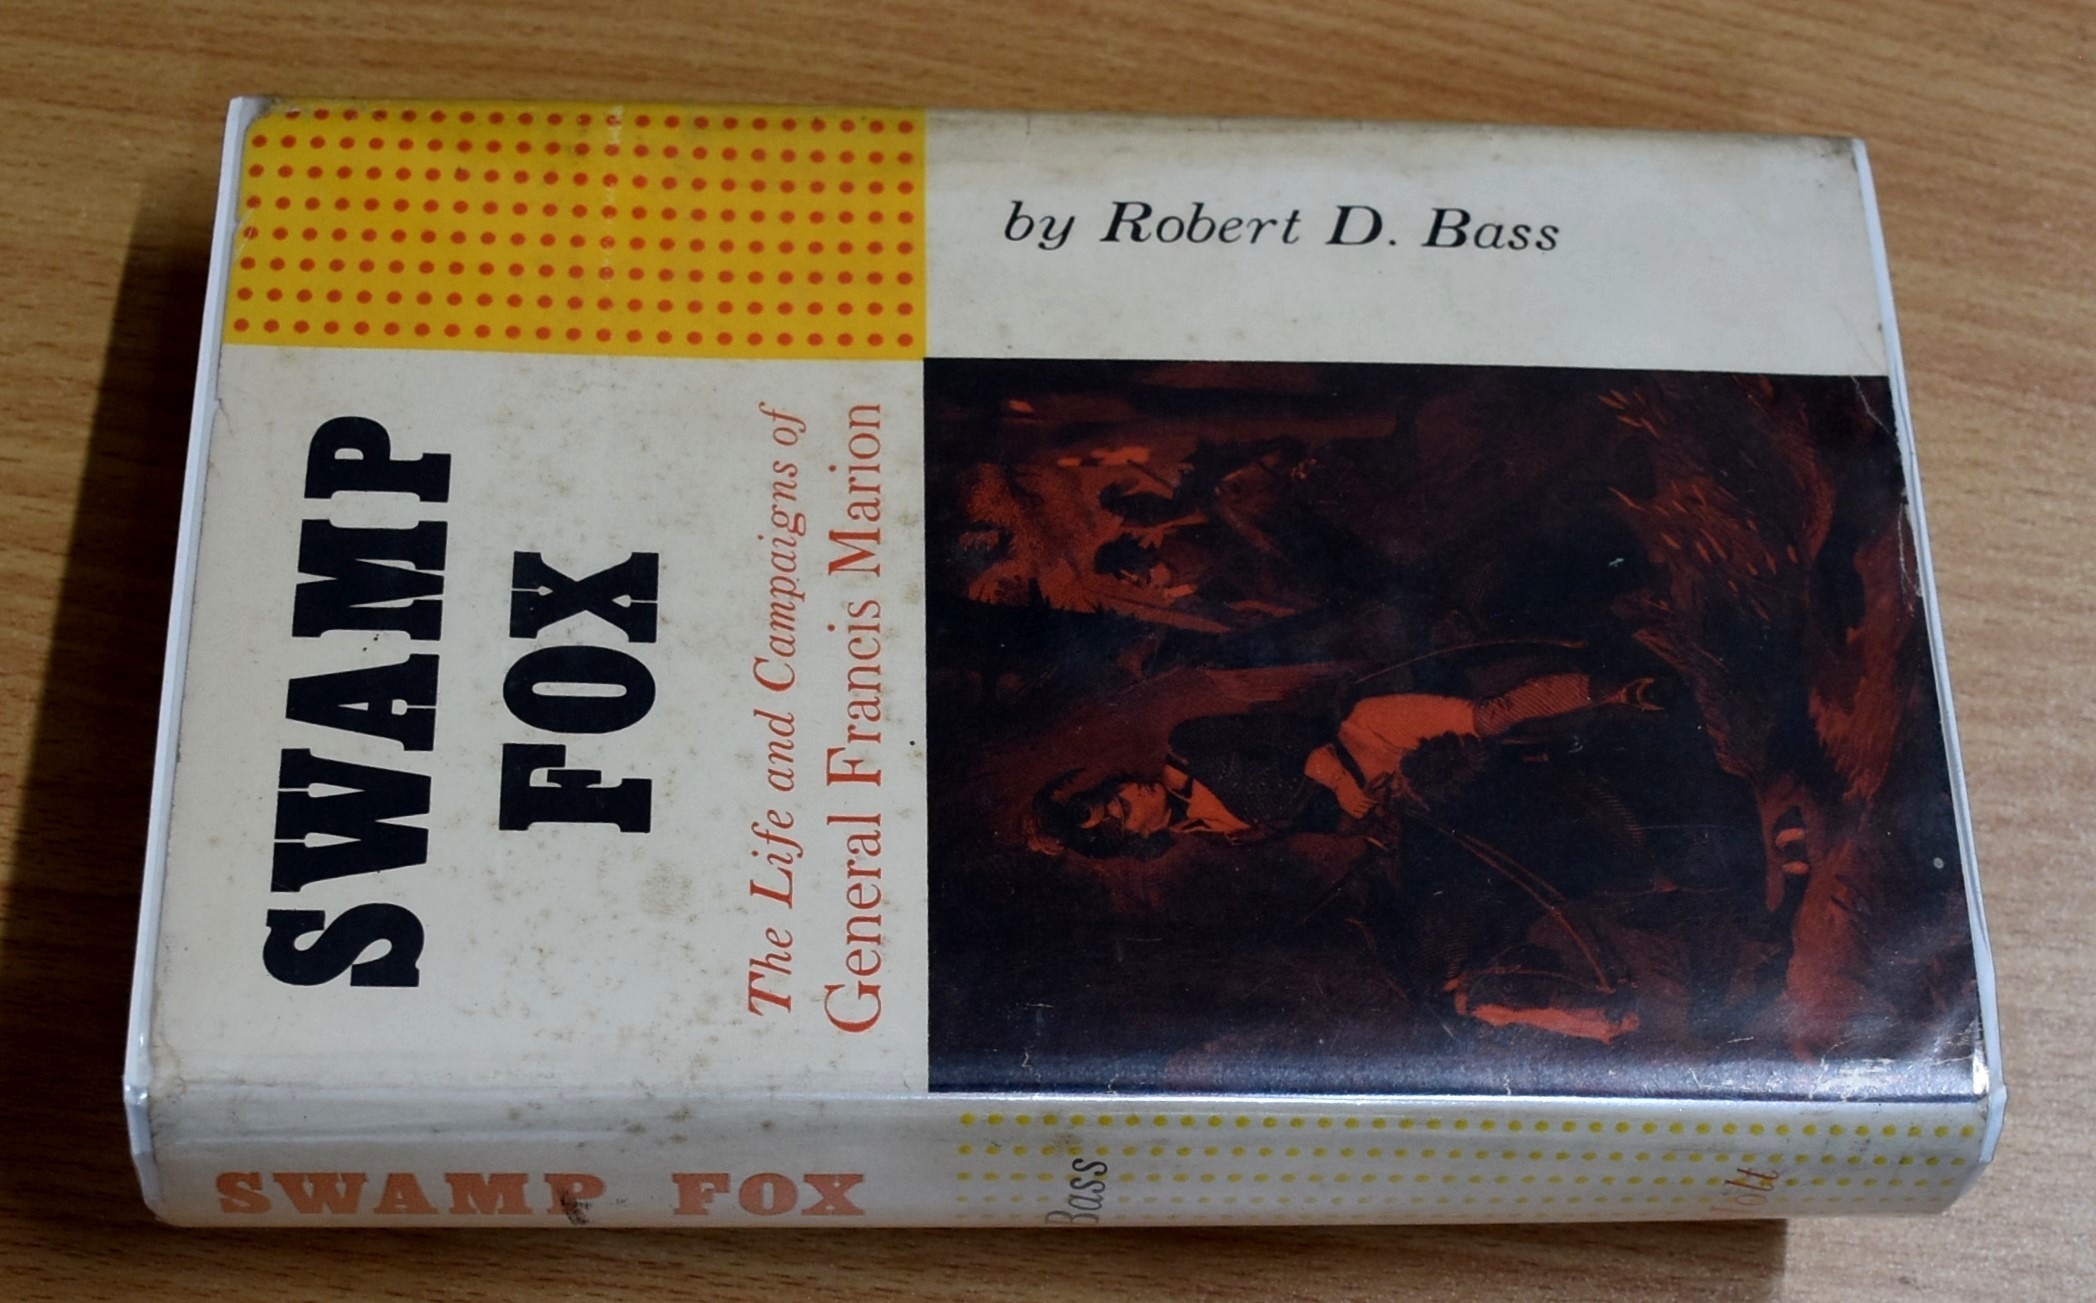 SWAMP
FOX
The Life and Campaigns of
General Francis Marion
by Robert D. Bass
SWAMP FOX
Bass
Holt